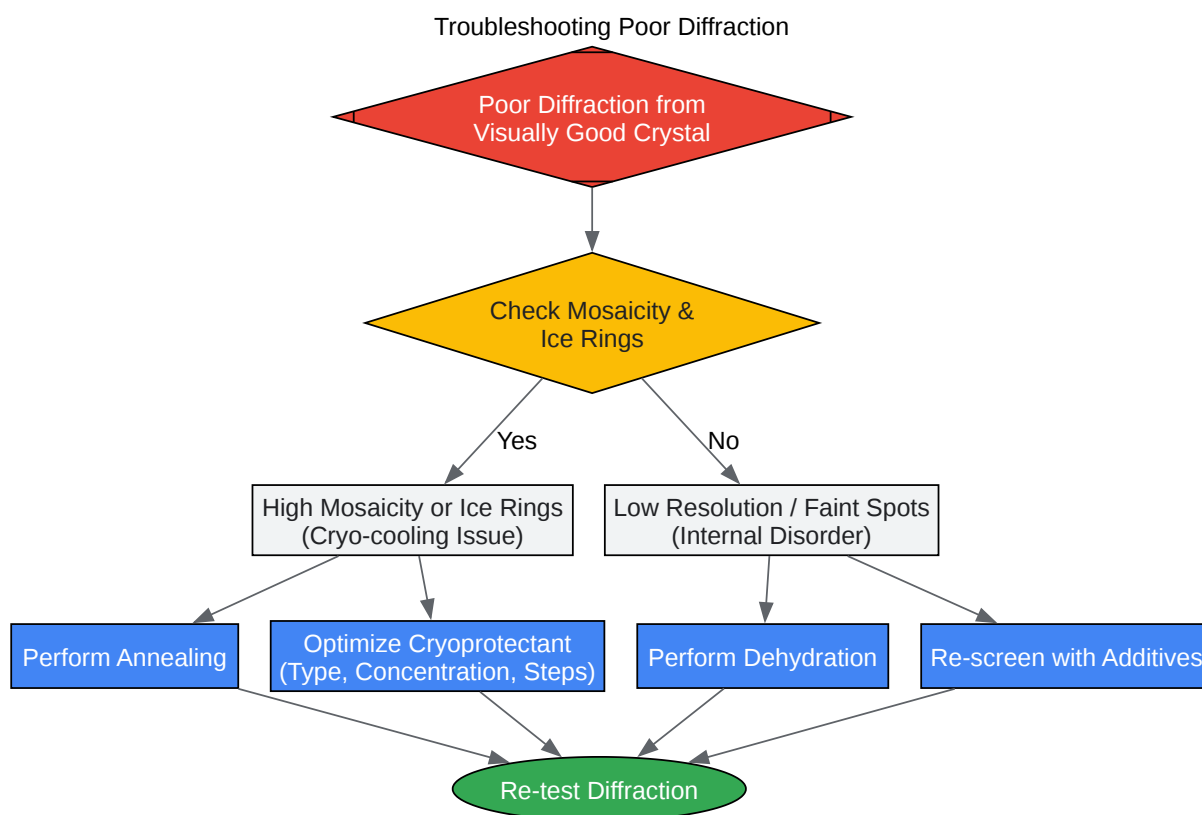 Troubleshooting Poor Diffraction
Poor Diffraction from
Visually Good Crystal
Check Mosaicity &
Ice Rings
Yes
No
High Mosaicity or Ice Rings
(Cryo-cooling Issue)
Low Resolution / Faint Spots
(Internal Disorder)
Perform Annealing
Optimize Cryoprotectant
(Type, Concentration, Steps)
Perform Dehydration
Re-screen with Additives
Re-test Diffraction